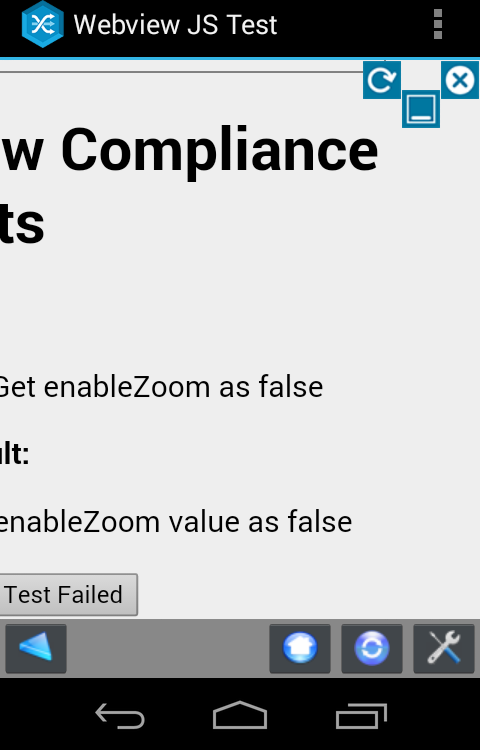 Webview JS Test
w Compliance
ts
Get enableZoom as false
ult:
enableZoom value as false
Test Failed